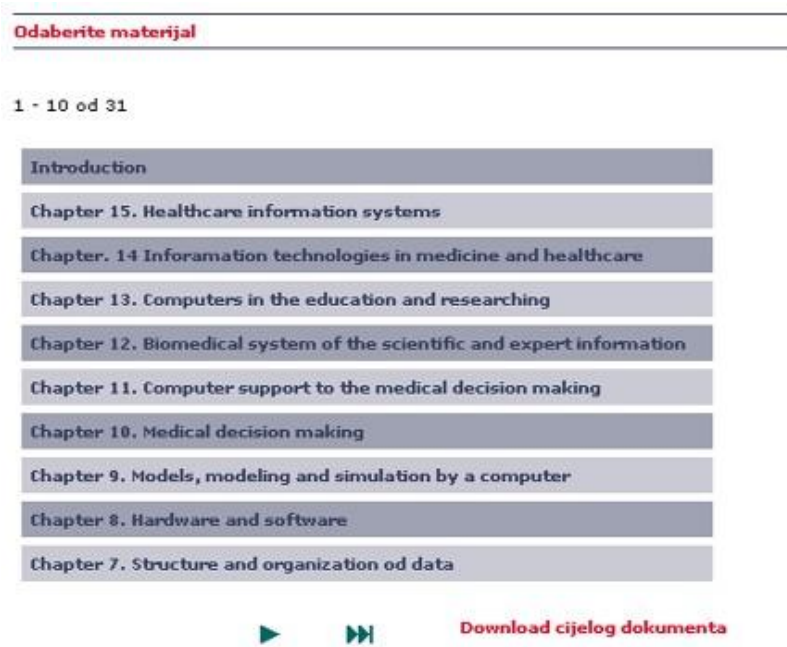 Odaberite materijal
1 - 10 od 31
Introduction
Chapter 15. Healthcare information systems
Chapter. 14 Inforamation technologies in medicine and healthcare
Chapter 13. Computers in the education and researching
Chapter 12. Biomedical system of the scientific and expert information
Chapter 11. Computer support to the medical decision making
Chapter 10. Medical decision making
Chapter 9. Models, modeling and simulation by a computer
Chapter 8. Hardware and software
Chapter 7. Structure and organization od data
Download cijelog dokumenta